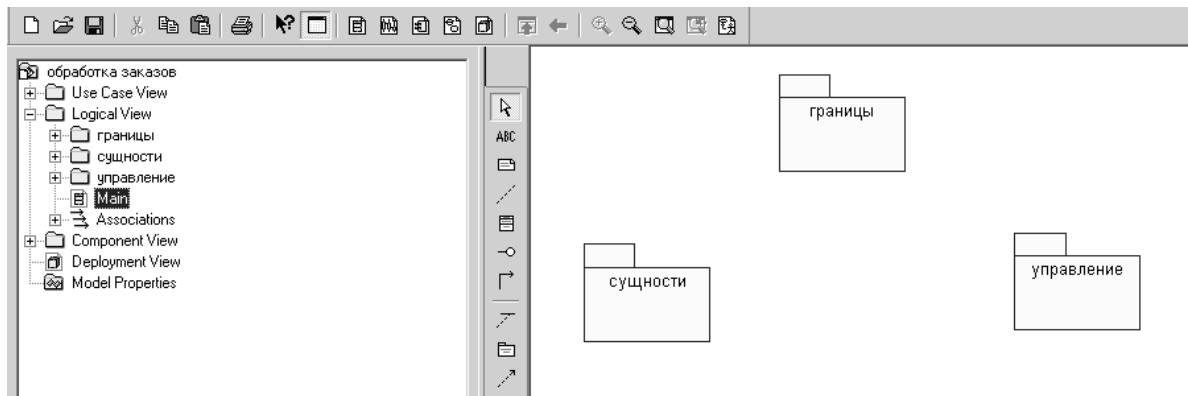 обработка заказов
Use Case View
Logical View
границы
сущности
управление
Main
Associations
Component View
Deployment View
Model Properties
ABC
границы
сущности
управление